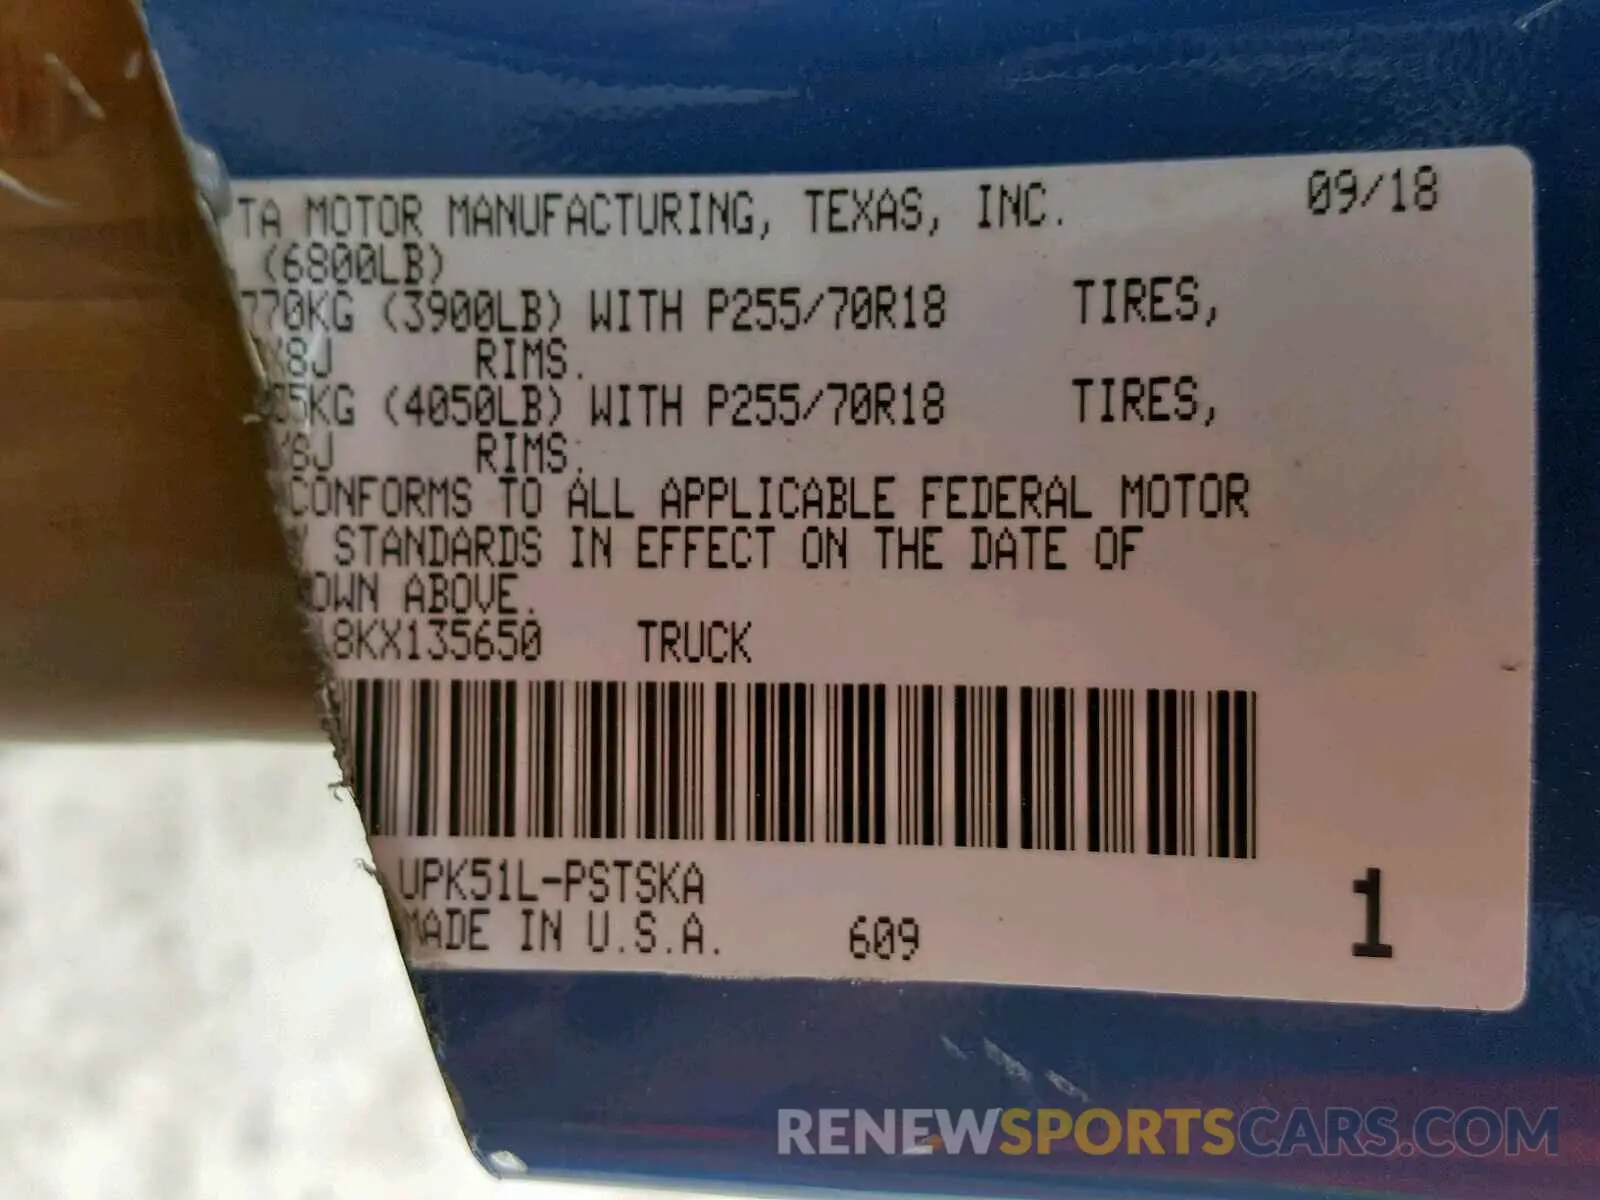 TA MOTOR MANUFACTURING, TEXAS, INC. 09/18
(6800LB)
770KG (3900LB) WITH P255/70R18 TIRES,
X8J RIMS.
05KG (4050LB) WITH P255/70R18 TIRES,
X8J RIMS.
CONFORMS TO ALL APPLICABLE FEDERAL MOTOR
STANDARDS IN EFFECT ON THE DATE OF
OWN ABOVE.
A8KX135650 TRUCK
UPK51L-PSTSKA
MADE IN U.S.A. 609 1
RENEWSPORTSCARS.COM